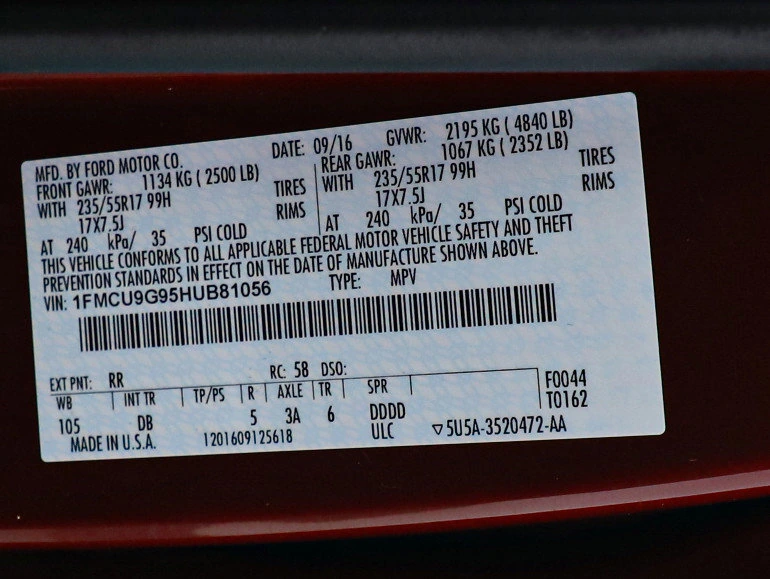 MFD. BY FORD MOTOR CO. DATE: 09/16 GVWR: 2195 KG ( 4840 LB)
FRONT GAWR: 1134 KG ( 2500 LB) REAR GAWR: 1067 KG ( 2352 LB)
WITH 235/55R17 99H TIRES WITH 235/55R17 99H TIRES
17X7.5J RIMS 17X7.5J RIMS
AT 240 kPa/ 35 PSI COLD AT 240 kPa/ 35 PSI COLD
THIS VEHICLE CONFORMS TO ALL APPLICABLE FEDERAL MOTOR VEHICLE SAFETY AND THEFT
PREVENTION STANDARDS IN EFFECT ON THE DATE OF MANUFACTURE SHOWN ABOVE.
VIN: 1FMCU9G95HUB81056 TYPE: MPV
EXT PNT: RR RC: 58 DSO:
WB INT TR TP/PS R AXLE TR SPR F0044
105 DB 5 3A 6 DDDD T0162
MADE IN U.S.A. 1201609125618 ULC ▽5U5A-3520472-AA